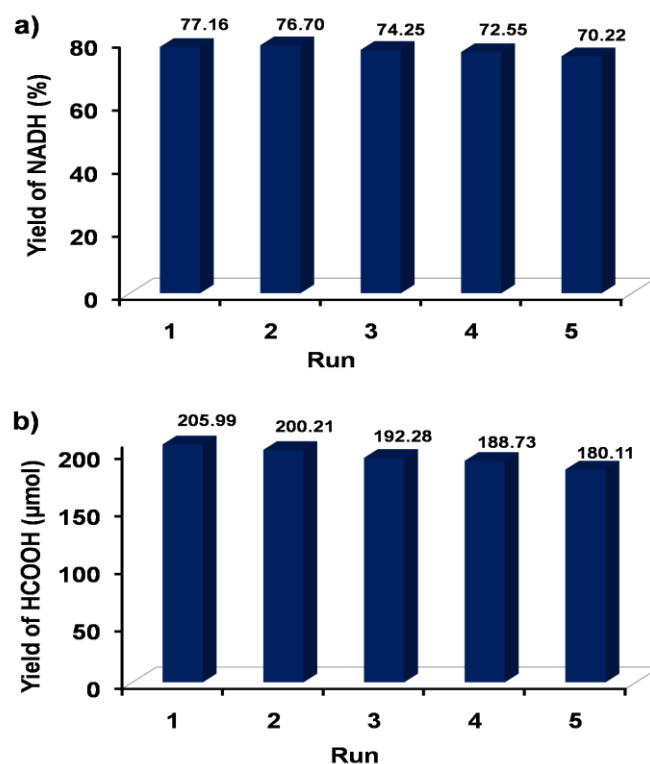 a)
77.16 76.70 74.25 72.55 70.22
Yield of NADH (%)
80
60
40
20
0
1 2 3 4 5
Run
b)
205.99 200.21 192.28 188.73 180.11
Yield of HCOOH (μmol)
200
150
100
50
0
1 2 3 4 5
Run